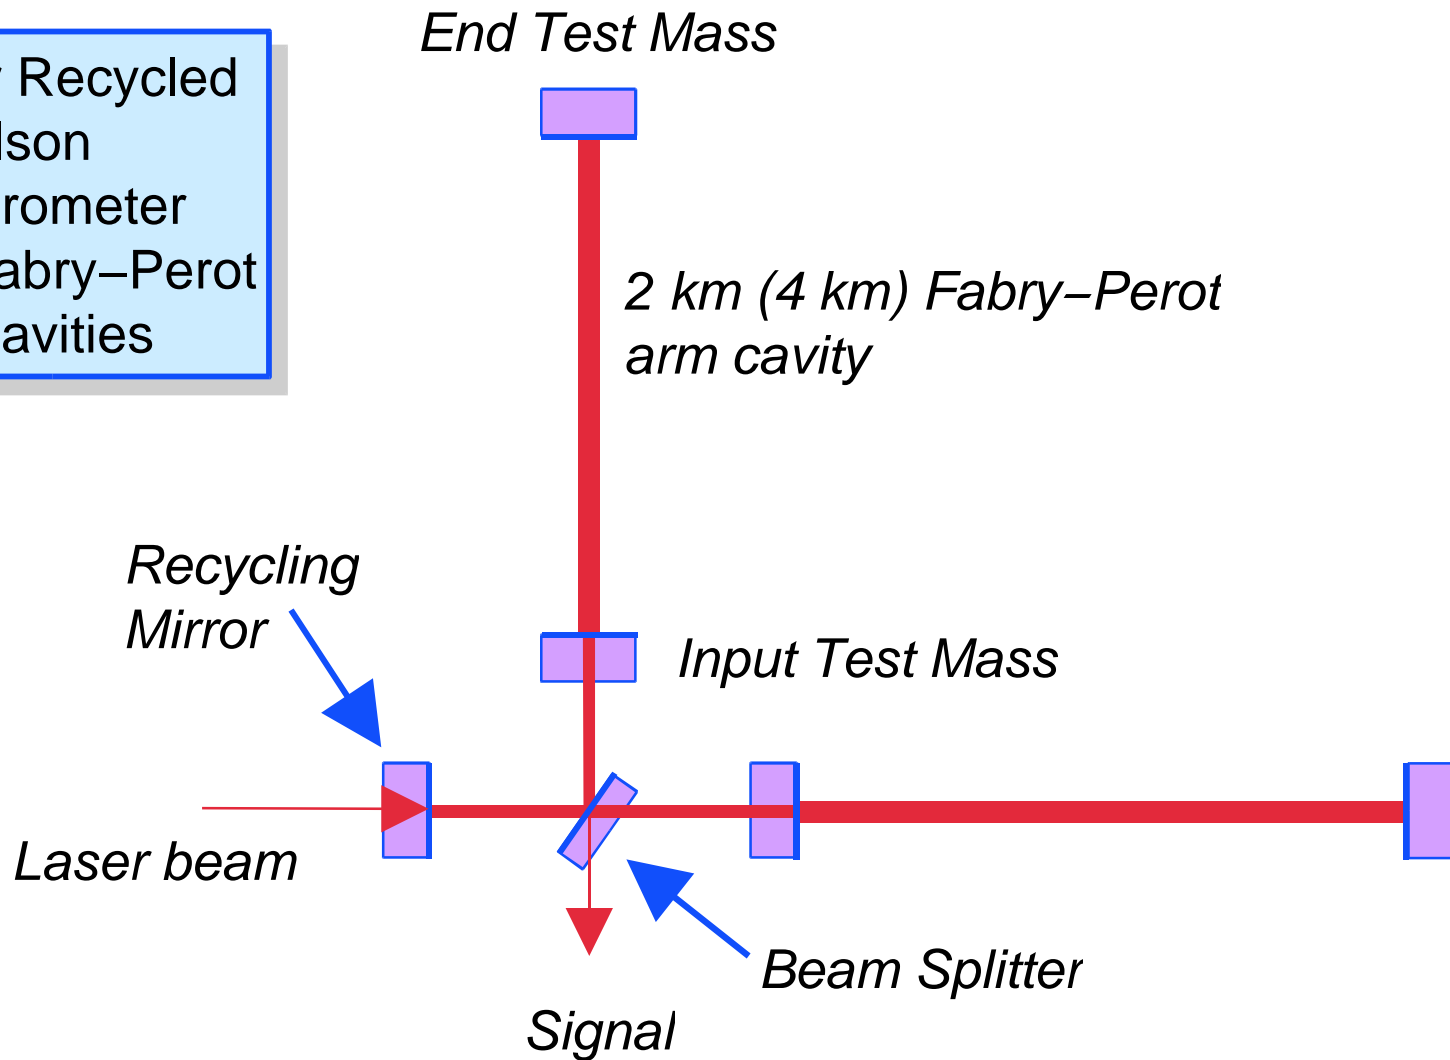 End Test Mass
Recycled
lson
rometer
abry–Perot
avities
2 km (4 km) Fabry–Perot
arm cavity
Recycling
Mirror
Input Test Mass
Laser beam
Beam Splitter
Signal